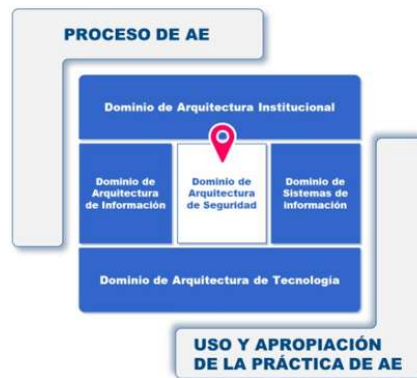 PROCESO DE AE
Dominio de Arquitectura Institucional
Dominio de
Arquitectura
de Información
Dominio de
Arquitectura
de Seguridad
Dominio de
Sistemas de
información
Dominio de Arquitectura de Tecnología
USO Y APROPIACIÓN
DE LA PRÁCTICA DE AE